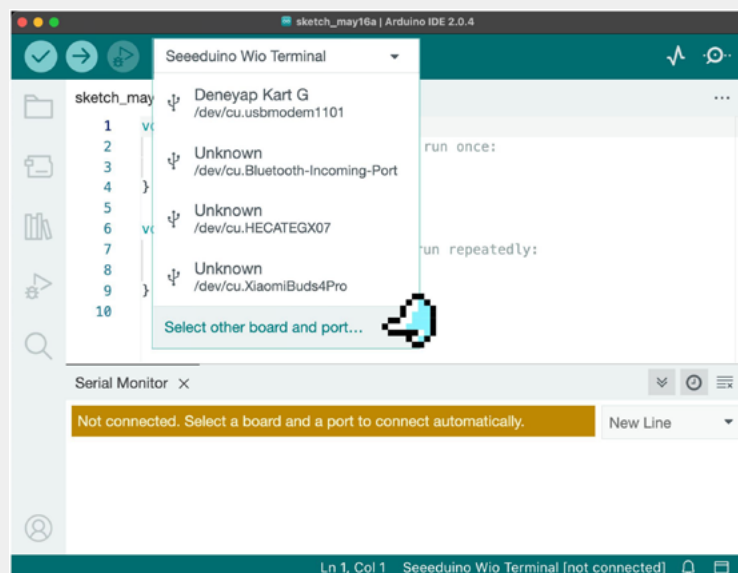 sketch_may16a | Arduino IDE 2.0.4
Seeeduino Wio Terminal
sketch_may
...
Deneyap Kart G
/dev/cu.usbmodem1101
Unknown
/dev/cu.Bluetooth-Incoming-Port
Unknown
/dev/cu.HECATEGX07
Unknown
/dev/cu.XiaomiBuds4Pro
Select other board and port...
1 vo
2 run once:
3
4 }
5
6 vo
7 run repeatedly:
8
9 }
10
Serial Monitor ×
Not connected. Select a board and a port to connect automatically.
New Line
Ln 1, Col 1 Seeeduino Wio Terminal [not connected]